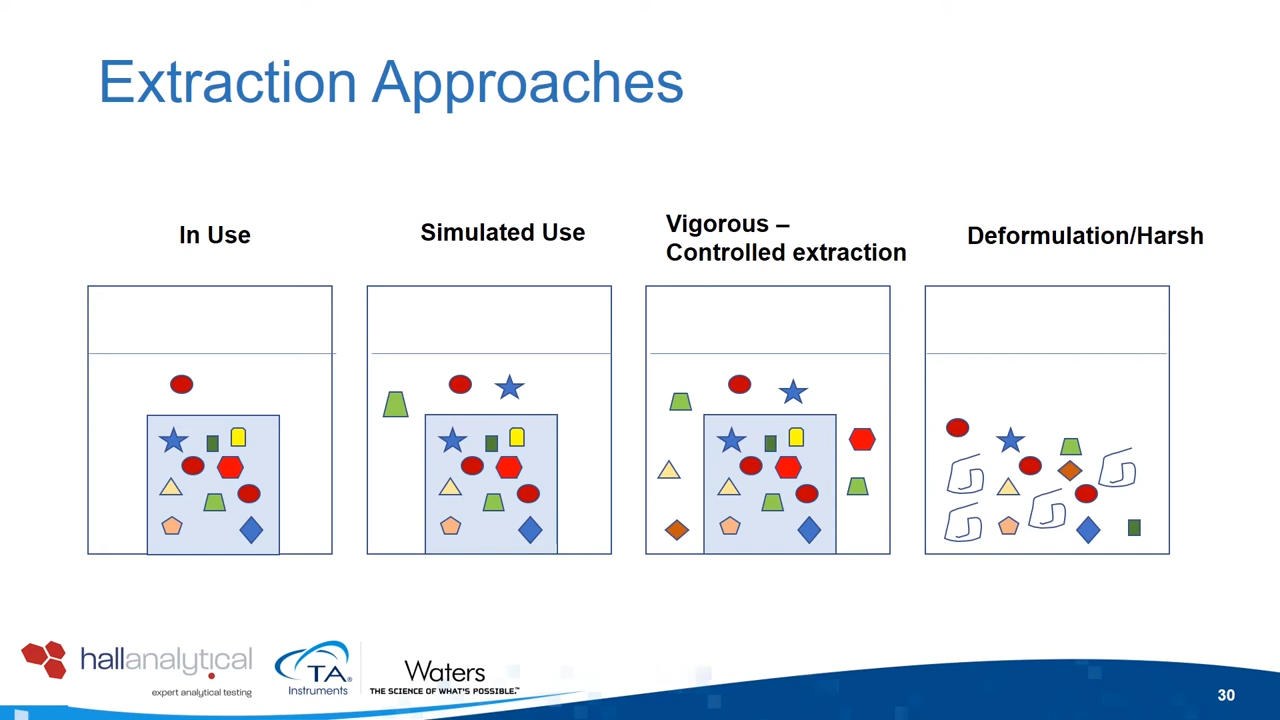 Extraction Approaches
In Use
Simulated Use
Vigorous –
Controlled extraction
Deformulation/Harsh
hallanalytical
expert analytical testing
TA
®
Instruments
Waters
THE SCIENCE OF WHAT'S POSSIBLE.™
30